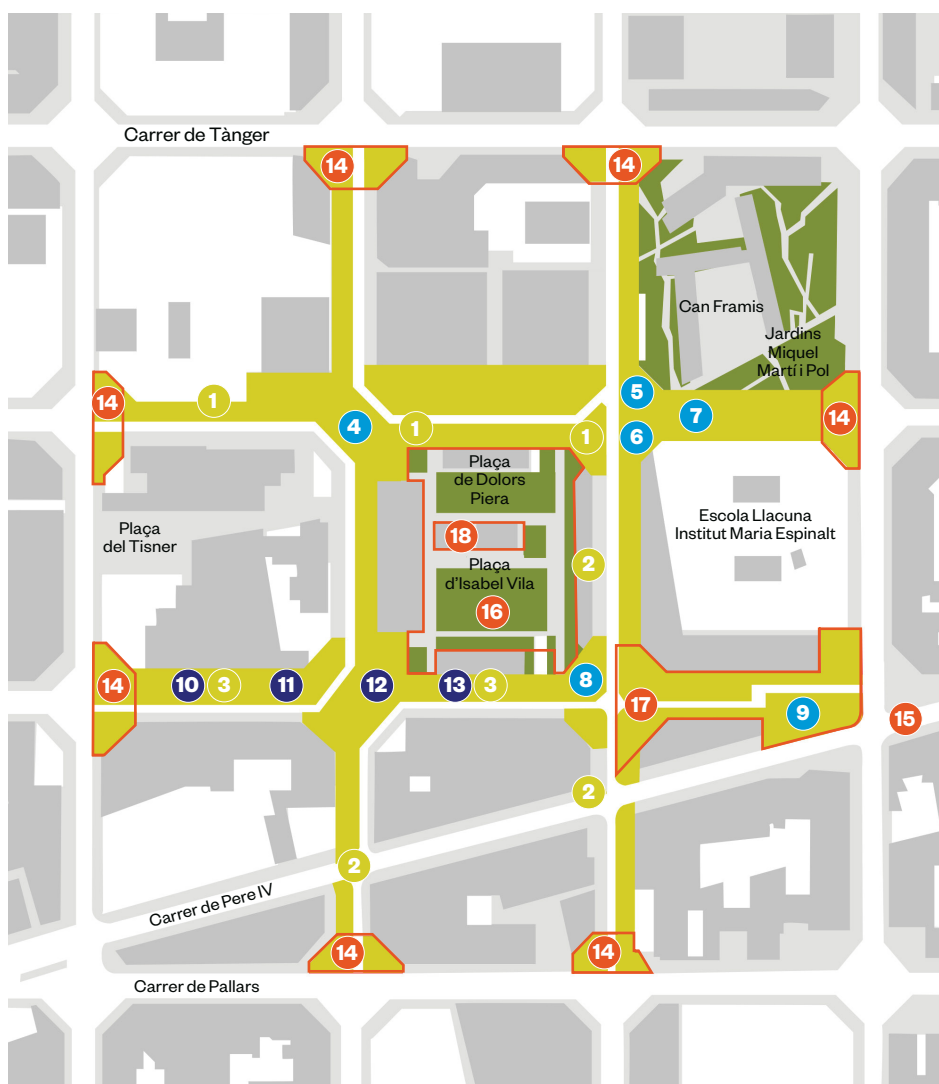 Carrer de Tànger
14
14
Can Framis
Jardins
Miquel
Martí i Pol
14
1
5
7
14
4
1
1
6
Plaça
de Dolors
Piera
Plaça
del Tisner
18
Escola Llacuna
Institut Maria Espinalt
Plaça
d'Isabel Vila
2
16
14
10
3
11
12
13
3
8
17
9
15
2
2
Carrer de Pere IV
14
14
Carrer de Pallars